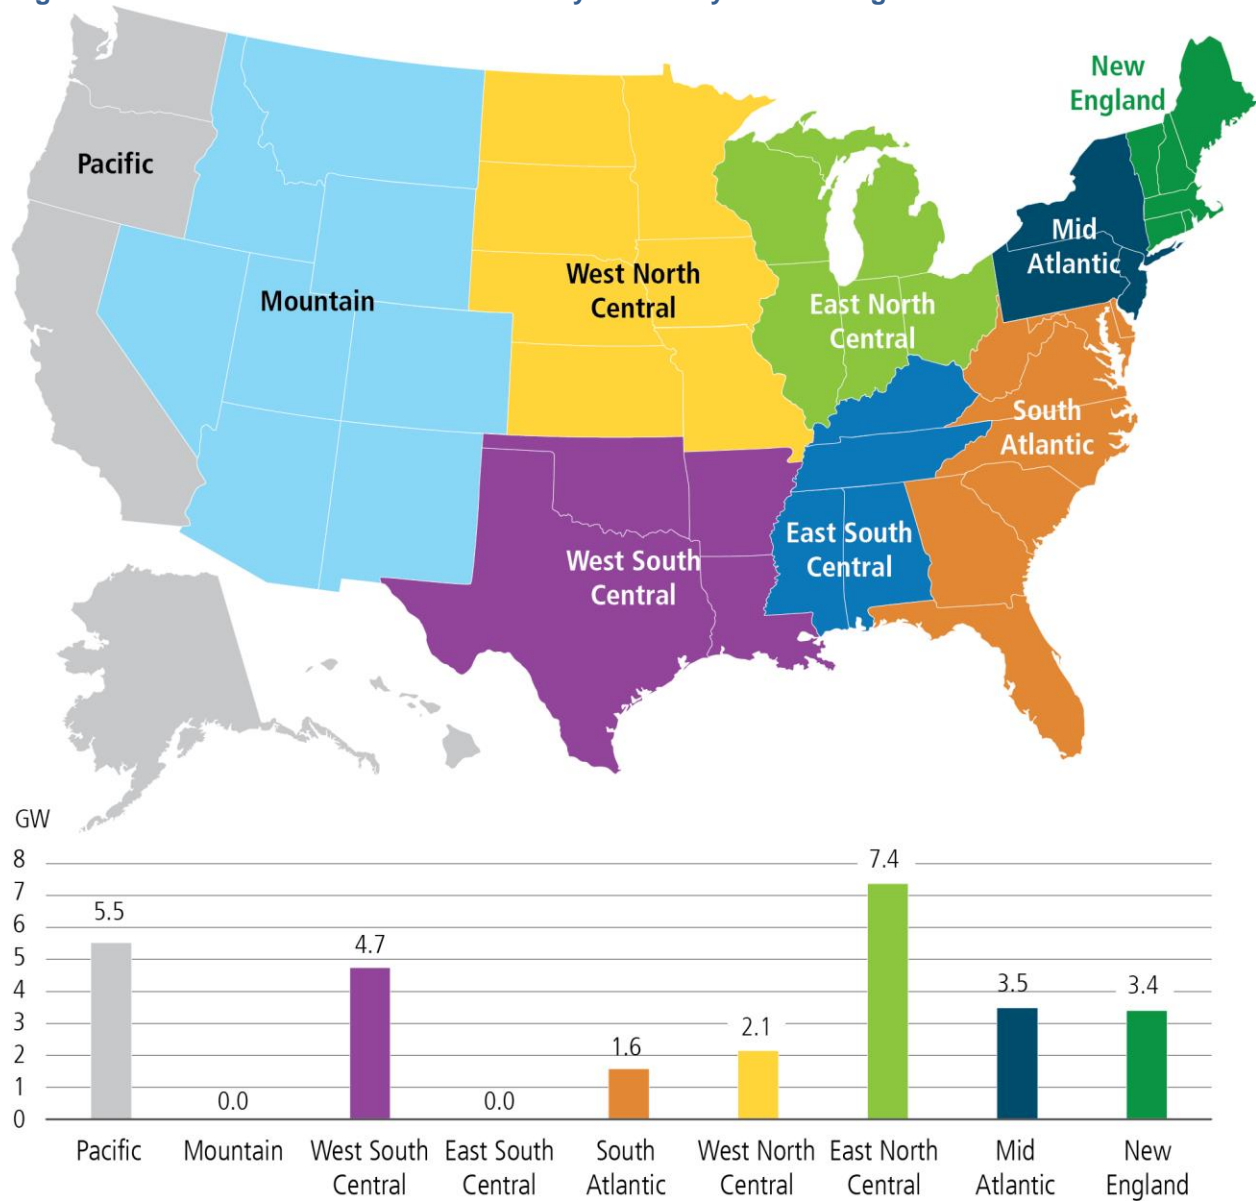 New
England
Pacific
Mid
Atlantic
West North
Central
Mountain
East North
Central
South
Atlantic
East South
Central
West South
Central
GW
8
7
6
5
4
3
2
1
0
5.5
0.0
4.7
0.0
1.6
2.1
7.4
3.5
3.4
Pacific
Mountain
West South
Central
East South
Central
South
Atlantic
West North
Central
East North
Central
Mid
Atlantic
New
England